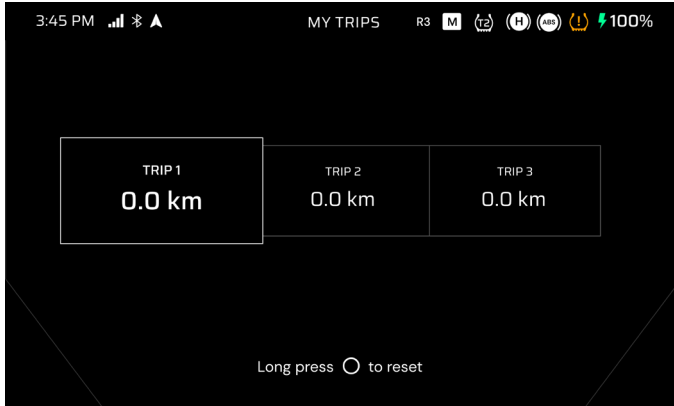 3:45 PM MY TRIPS R3 M T2 H ABS ! 100%
TRIP 1 TRIP 2 TRIP 3
0.0 km 0.0 km 0.0 km
Long press to reset